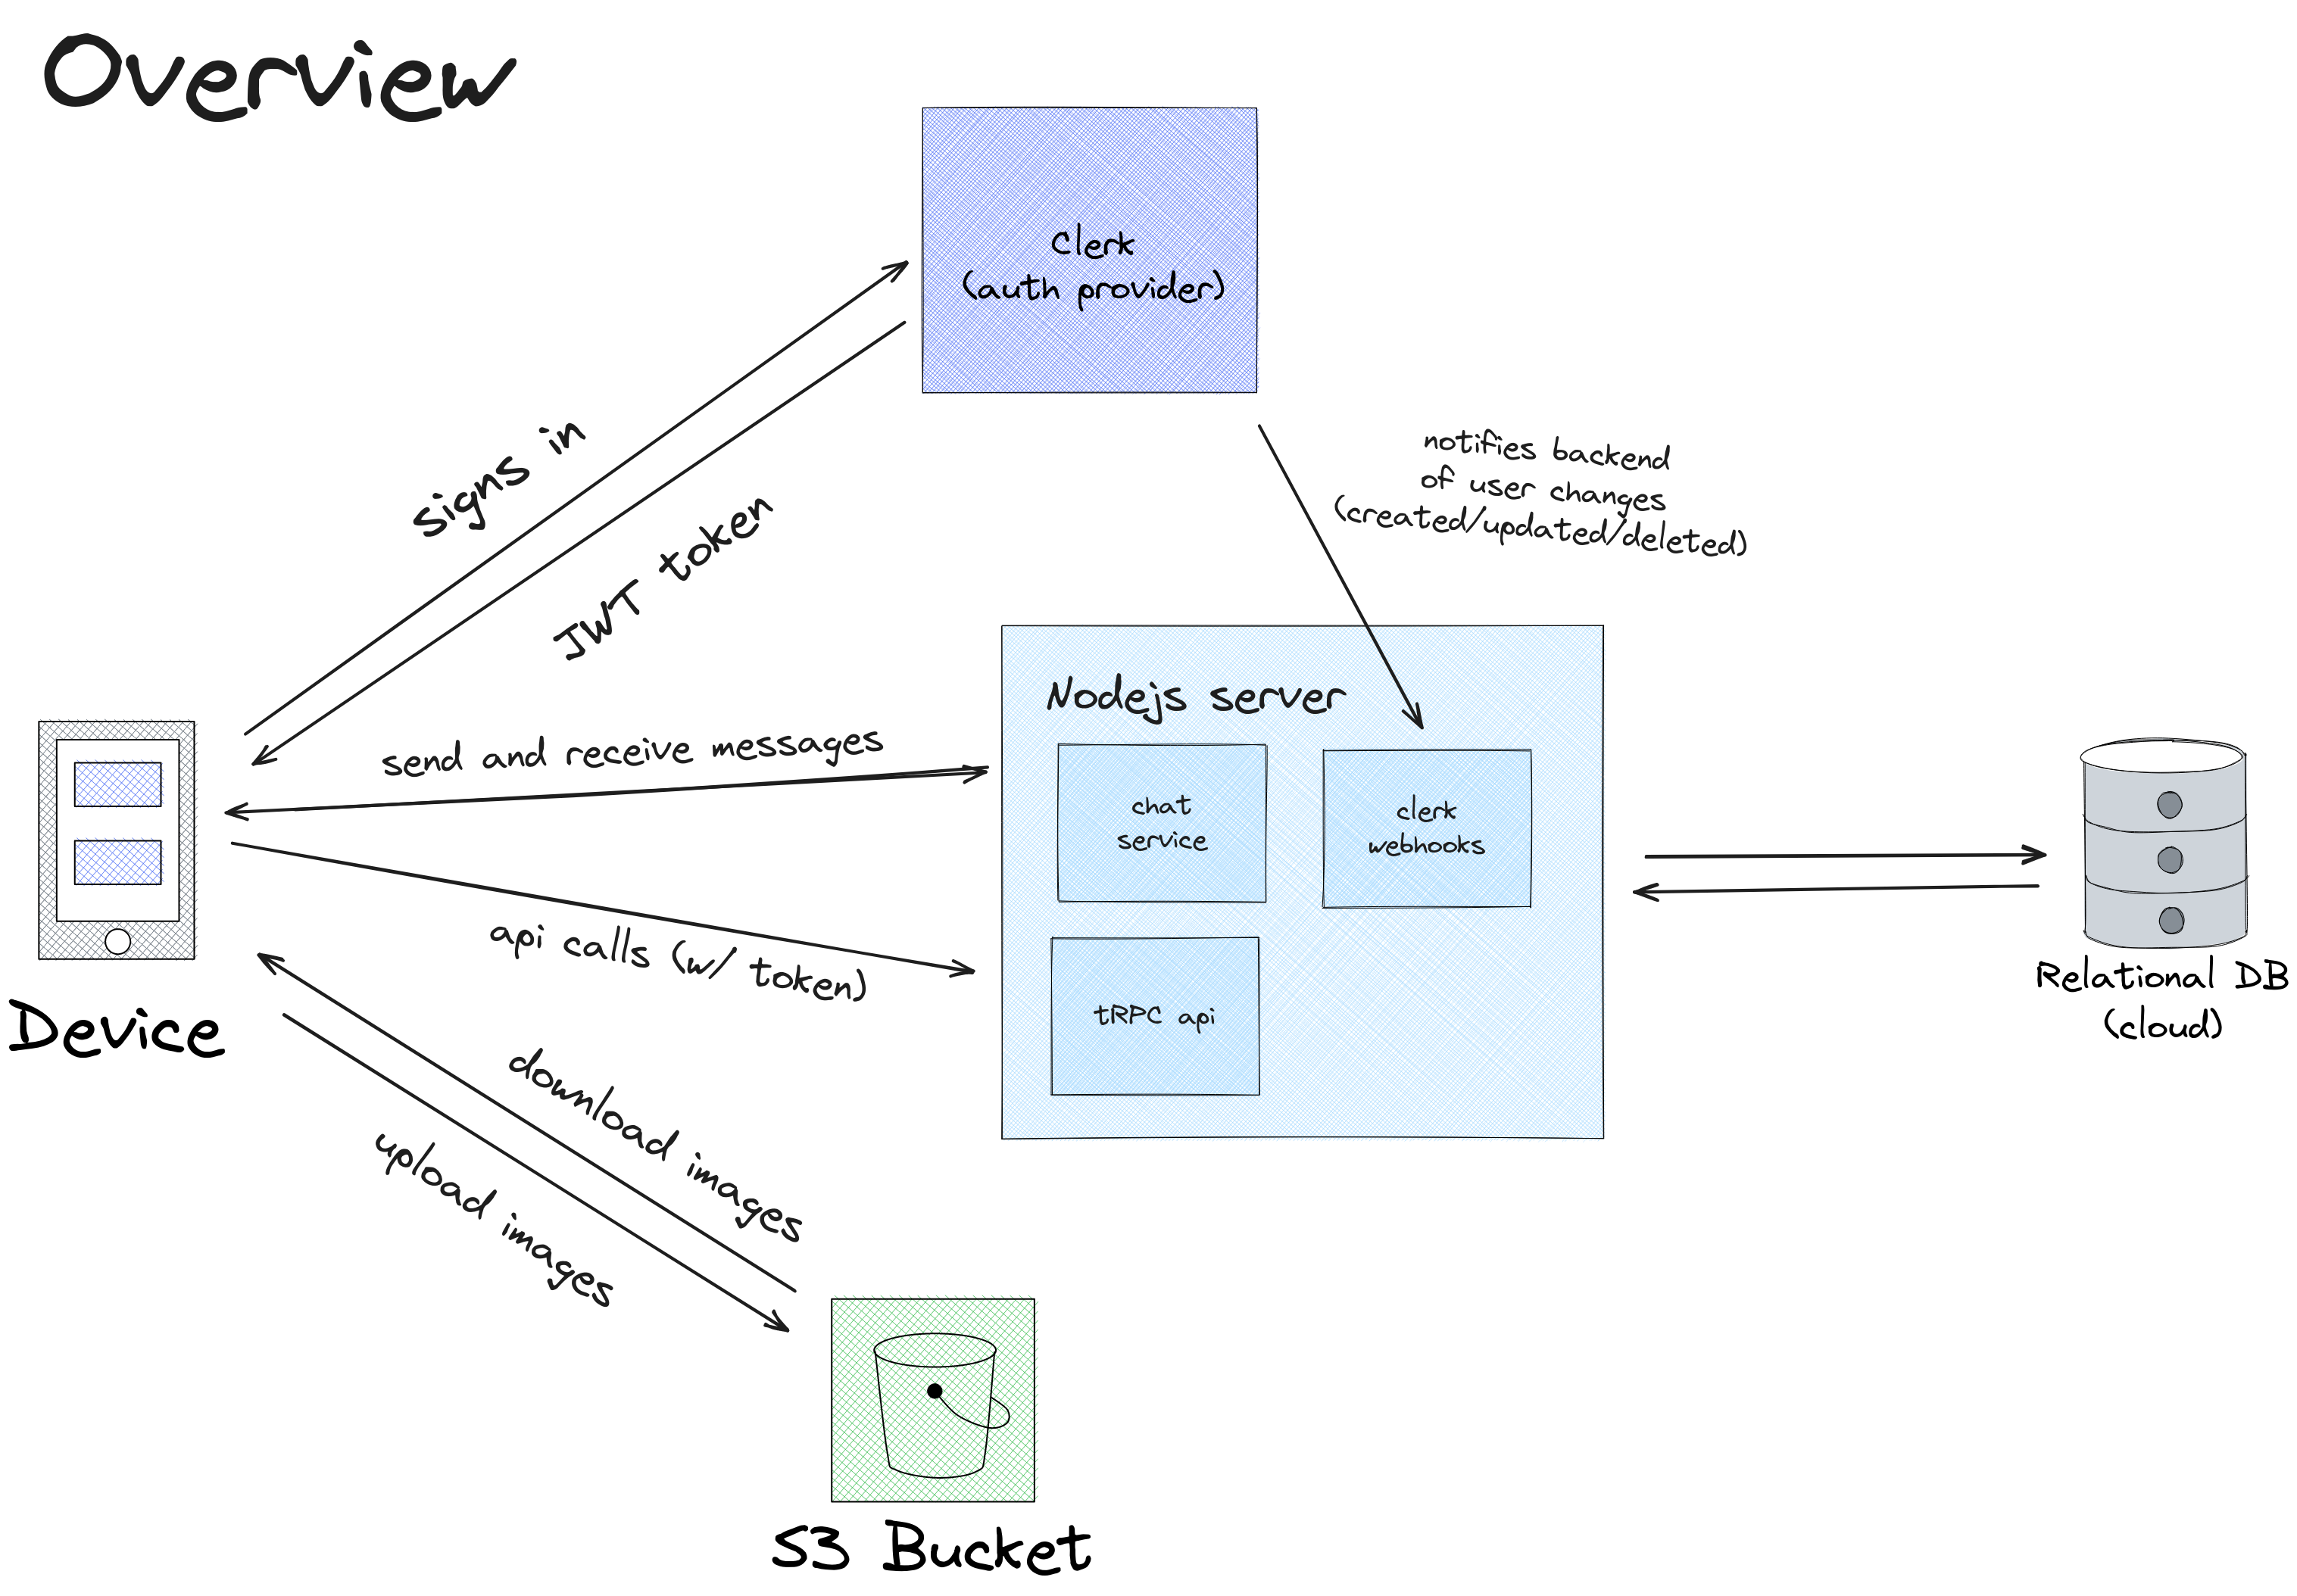 Overview
Clerk
(auth provider)
signs in
JWT token
notifies backend
of user changes
(created/updated/deleted)
send and receive messages
api calls (w/ token)
Nodejs server
chat
service
clerk
webhooks
tRPC api
Relational DB
(cloud)
Device
download images
upload images
S3 Bucket